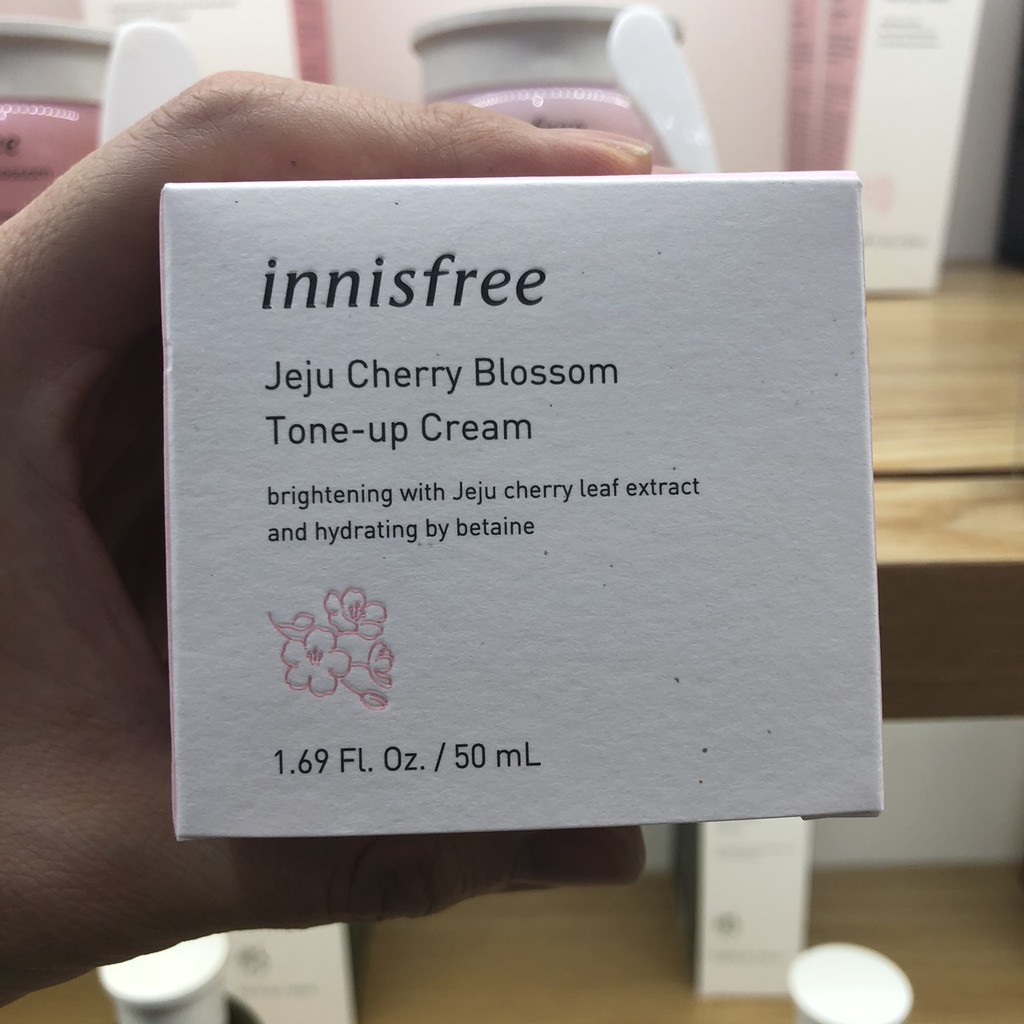 innisfree
Jeju Cherry Blossom
Tone-up Cream
brightening with Jeju cherry leaf extract
and hydrating by betaine
1.69 Fl. Oz. / 50 mL